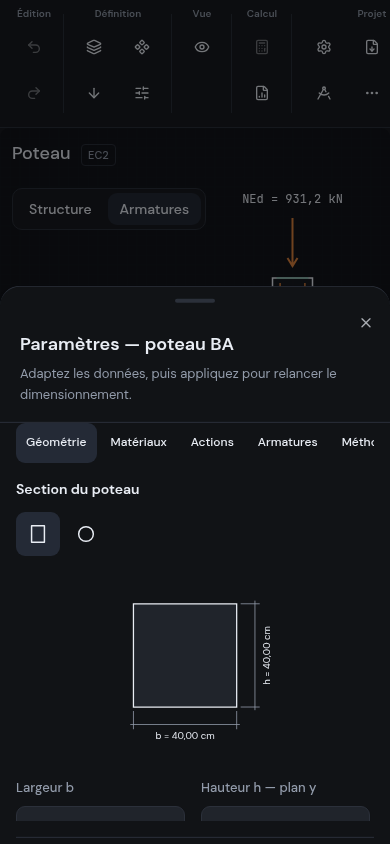 Édition Définition Vue Calcul Projet
Poteau EC2
Structure Armatures
NEd = 931,2 kN
Paramètres — poteau BA
Adaptez les données, puis appliquez pour relancer le
dimensionnement.
Géométrie Matériaux Actions Armatures Métho
Section du poteau
h = 40,00 cm
b = 40,00 cm
Largeur b Hauteur h — plan y